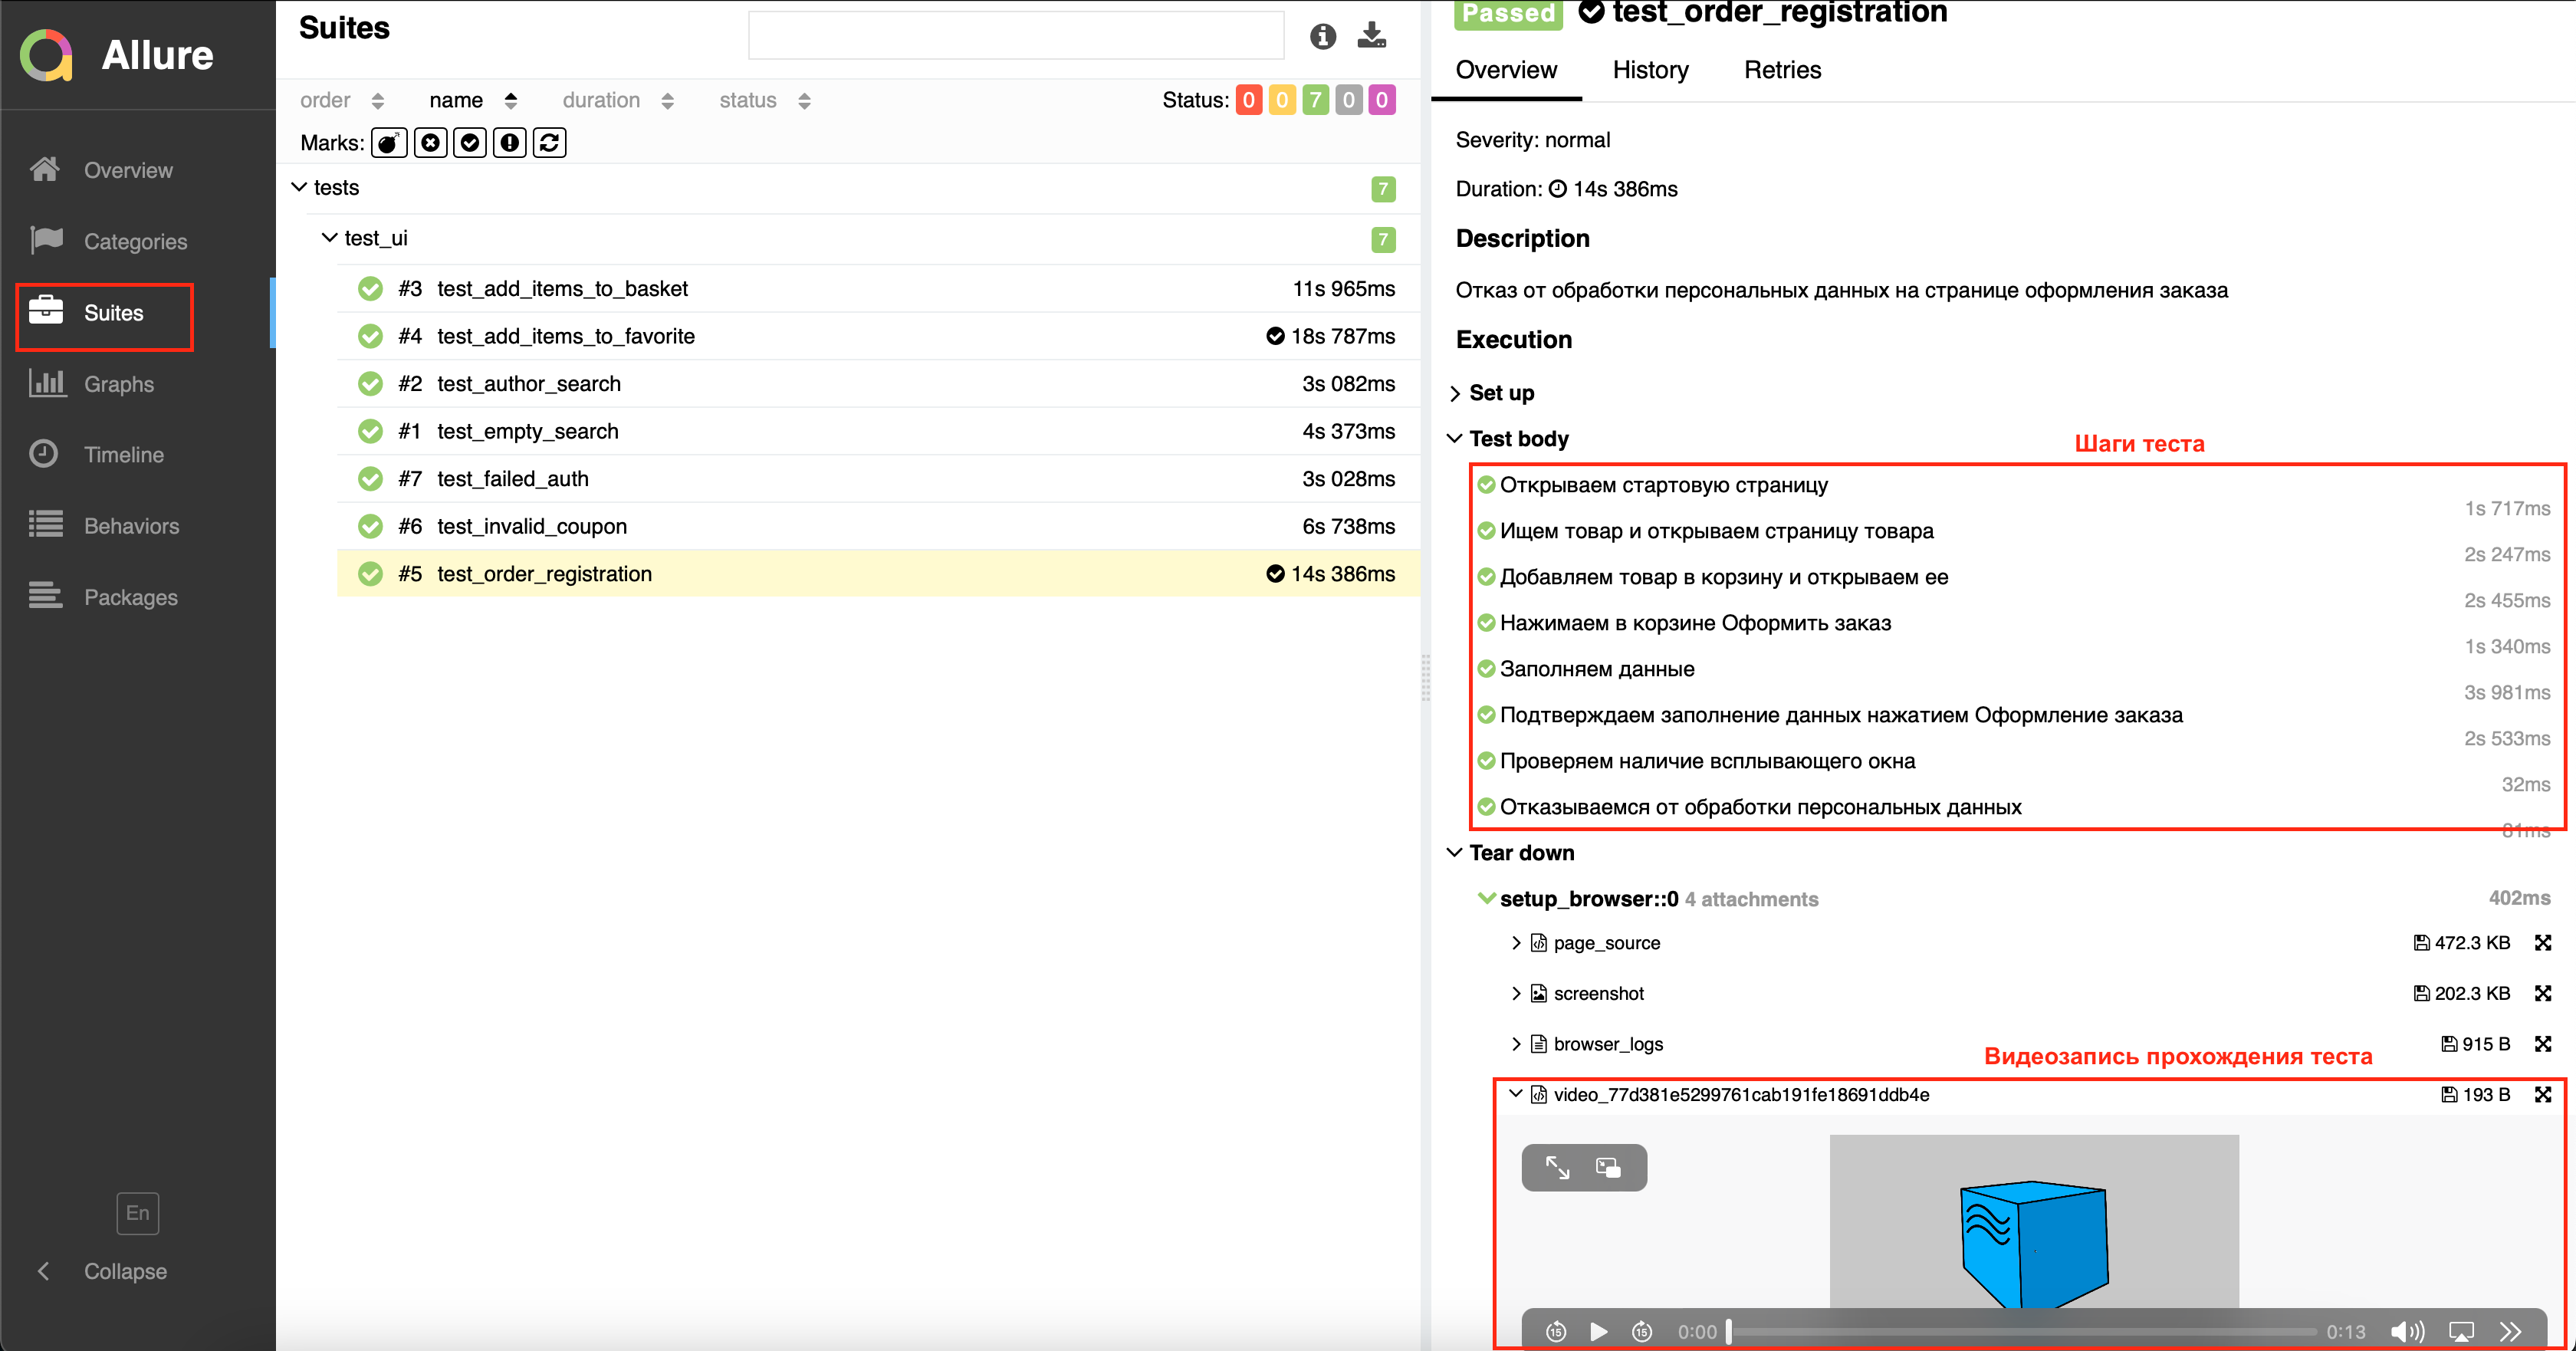 Allure
Overview
Categories
Suites
Graphs
Timeline
Behaviors
Packages
En
Collapse
Suites
order name duration status
Status: 0 0 7 0 0
Marks:
tests 7
test_ui 7
#3 test_add_items_to_basket 11s 965ms
#4 test_add_items_to_favorite 18s 787ms
#2 test_author_search 3s 082ms
#1 test_empty_search 4s 373ms
#7 test_failed_auth 3s 028ms
#6 test_invalid_coupon 6s 738ms
#5 test_order_registration 14s 386ms
Passed test_order_registration
Overview History Retries
Severity: normal
Duration: 14s 386ms
Description
Отказ от обработки персональных данных на странице оформления заказа
Execution
Set up
Test body
Шаги теста
Открываем стартовую страницу
1s 717ms
Ищем товар и открываем страницу товара
2s 247ms
Добавляем товар в корзину и открываем ее
2s 455ms
Нажимаем в корзине Оформить заказ
1s 340ms
Заполняем данные
3s 981ms
Подтверждаем заполнение данных нажатием Оформление заказа
2s 533ms
Проверяем наличие всплывающего окна
32ms
Отказываемся от обработки персональных данных
81ms
Tear down
setup_browser::0 4 attachments 402ms
page_source 472.3 KB
screenshot 202.3 KB
browser_logs 915 B
Видеозапись прохождения теста
video_77d381e5299761cab191fe18691ddb4e 193 B
15 15 0:00 0:13